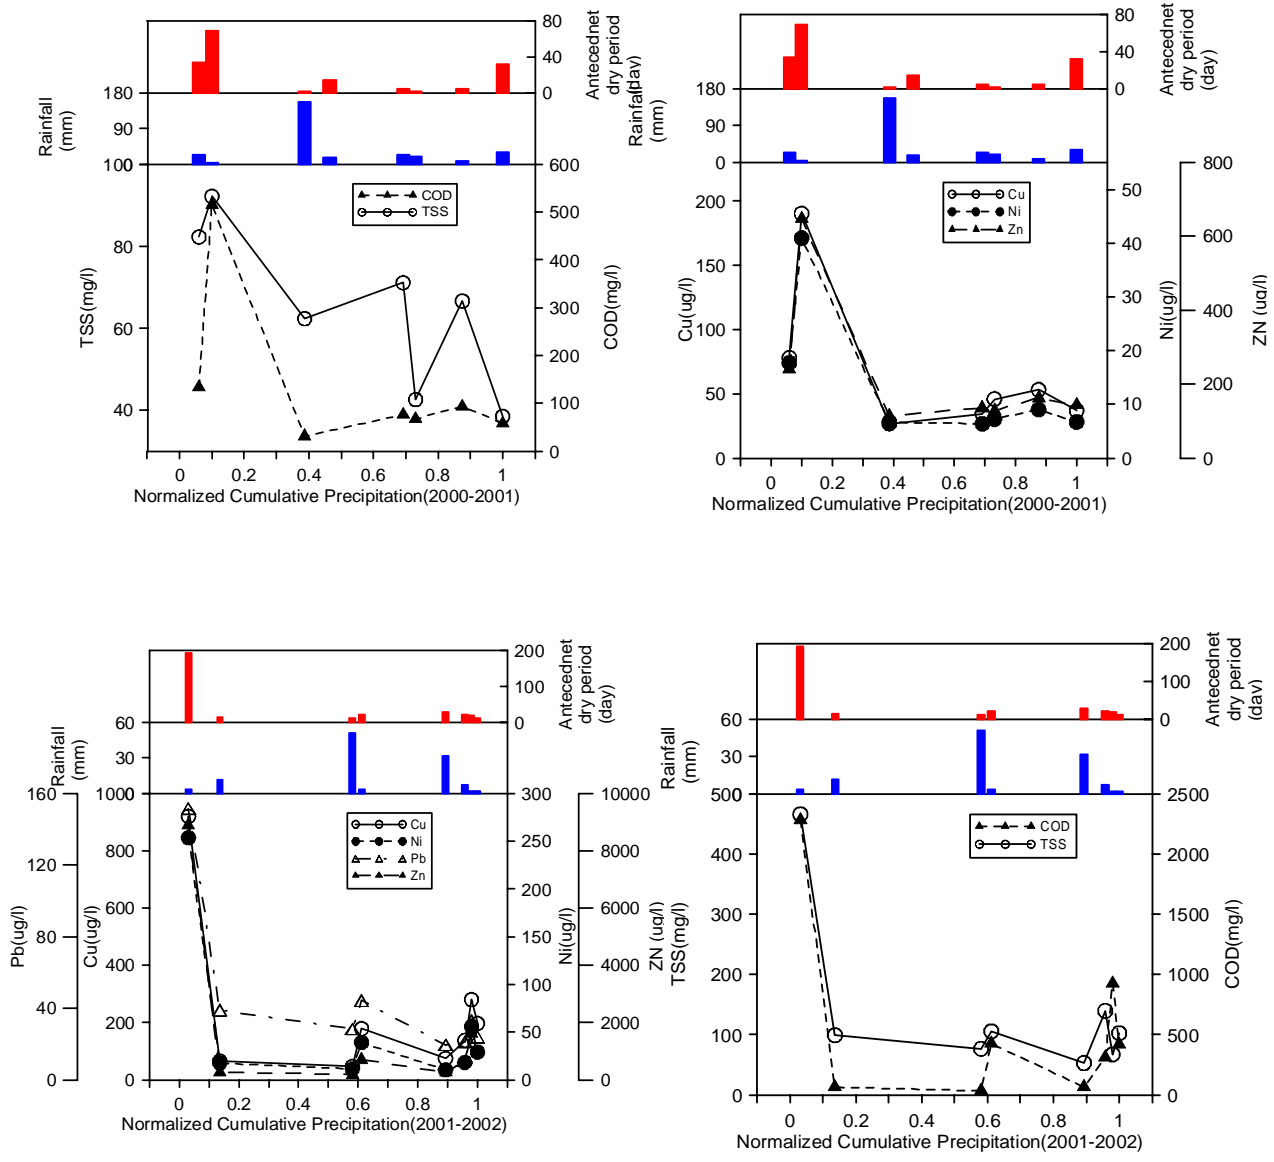 80
40
0
Antecednet
dry period
(day)
180
90
100
Rainfall
(mm)
600
500
400
300
200
100
0
COD(mg/l)
80
60
40
TSS(mg/l)
COD
TSS
0 0.2 0.4 0.6 0.8 1
Normalized Cumulative Precipitation(2000-2001)
80
40
0
Antecednet
dry period
(day)
180
90
0
Rainfall
(mm)
200
150
100
50
0
Cu(ug/l)
Cu
Ni
Zn
50
40
30
20
10
0
Ni(ug/l)
800
600
400
200
0
ZN (ug/l)
0 0.2 0.4 0.6 0.8 1
Normalized Cumulative Precipitation(2000-2001)
200
100
0
Antecednet
dry period
(day)
60
30
Rainfall
(mm)
160
120
80
40
0
Pb(ug/l)
1000
800
600
400
200
0
Cu(ug/l)
Cu
Ni
Pb
Zn
300
250
200
150
100
50
0
Ni(ug/l)
10000
8000
6000
4000
2000
0
ZN (ug/l)
0 0.2 0.4 0.6 0.8 1
Normalized Cumulative Precipitation(2001-2002)
200
100
0
Antecednet
dry period
(day)
60
30
Rainfall
(mm)
500
400
300
200
100
0
TSS(mg/l)
COD
TSS
2500
2000
1500
1000
500
0
COD(mg/l)
0 0.2 0.4 0.6 0.8 1
Normalized Cumulative Precipitation(2001-2002)